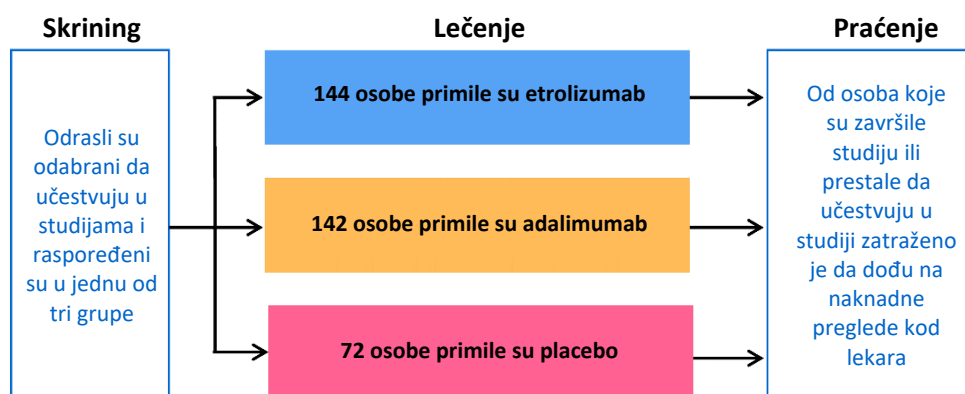 Skrining
Odrasli su
odabrani da
učestvuju u
studijama i
raspoređeni
su u jednu od
tri grupe
Lečenje
144 osobe primile su etrolizumab
142 osobe primile su adalimumab
72 osobe primile su placebo
Praćenje
Od osoba koje
su završile
studiju ili
prestale da
učestvuju u
studiji zatraženo
je da dođu na
naknadne
preglede kod
lekara